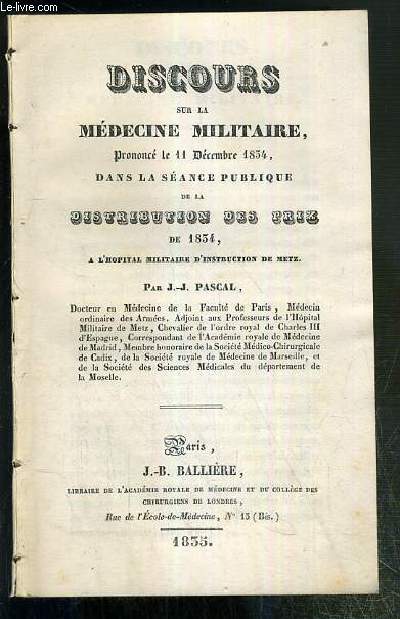 LE-LIVRE.COM
DISCOURS
SUR LA
MÉDECINE MILITAIRE,
Prononcé le 11 Décembre 1834,
DANS LA SÉANCE PUBLIQUE
DE LA
DISTRIBUTION DES PRIX
DE 1834,
A L'HOPITAL MILITAIRE D'INSTRUCTION DE METZ.
PAR J.-J. PASCAL,
Docteur en Médecine de la Faculté de Paris, Médecin
ordinaire des Armées, Adjoint aux Professeurs de l'Hôpital
Militaire de Metz, Chevalier de l'ordre royal de Charles III
d'Espagne, Correspondant de l'Académie royale de Médecine
de Madrid, Membre honoraire de la Société Médico-Chirurgicale
de Cadix, de la Société royale de Médecine de Marseille, et
de la Société des Sciences Médicales du département de
la Moselle.
Paris,
J.-B. BALLIÈRE,
LIBRAIRE DE L'ACADÉMIE ROYALE DE MÉDECINE ET DU COLLÉGE DES
CHIRURGIENS DE LONDRES,
Rue de l'École-de-Médecine, N° 13 (Bis.)
1835.